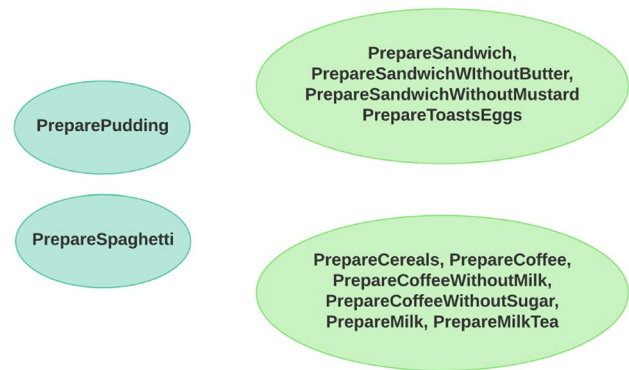 PreparePudding
PrepareSpaghetti
PrepareSandwich,
PrepareSandwichWIthoutButter,
PrepareSandwichWithoutMustard
PrepareToastsEggs
PrepareCereals, PrepareCoffee,
PrepareCoffeeWithoutMilk,
PrepareCoffeeWithoutSugar,
PrepareMilk, PrepareMilkTea